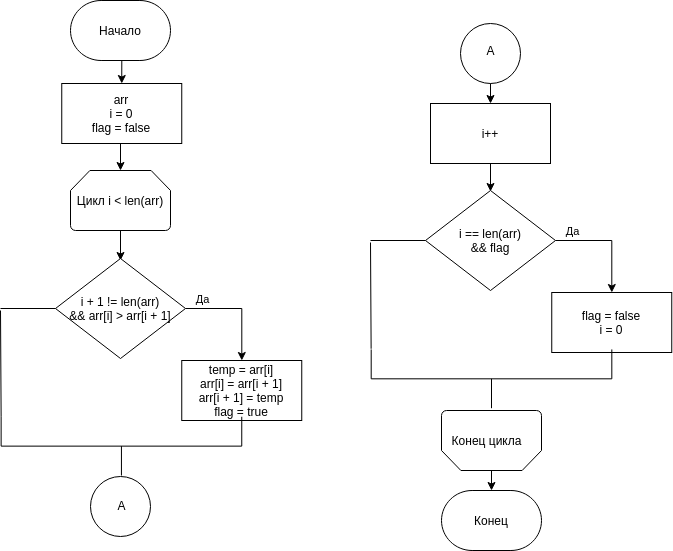 Начало
arr
i = 0
flag = false
Цикл i < len(arr)
i + 1 != len(arr)
&& arr[i] > arr[i + 1]
Да
temp = arr[i]
arr[i] = arr[i + 1]
arr[i + 1] = temp
flag = true
A
A
i++
i == len(arr)
&& flag
Да
flag = false
i = 0
Конец цикла
Конец